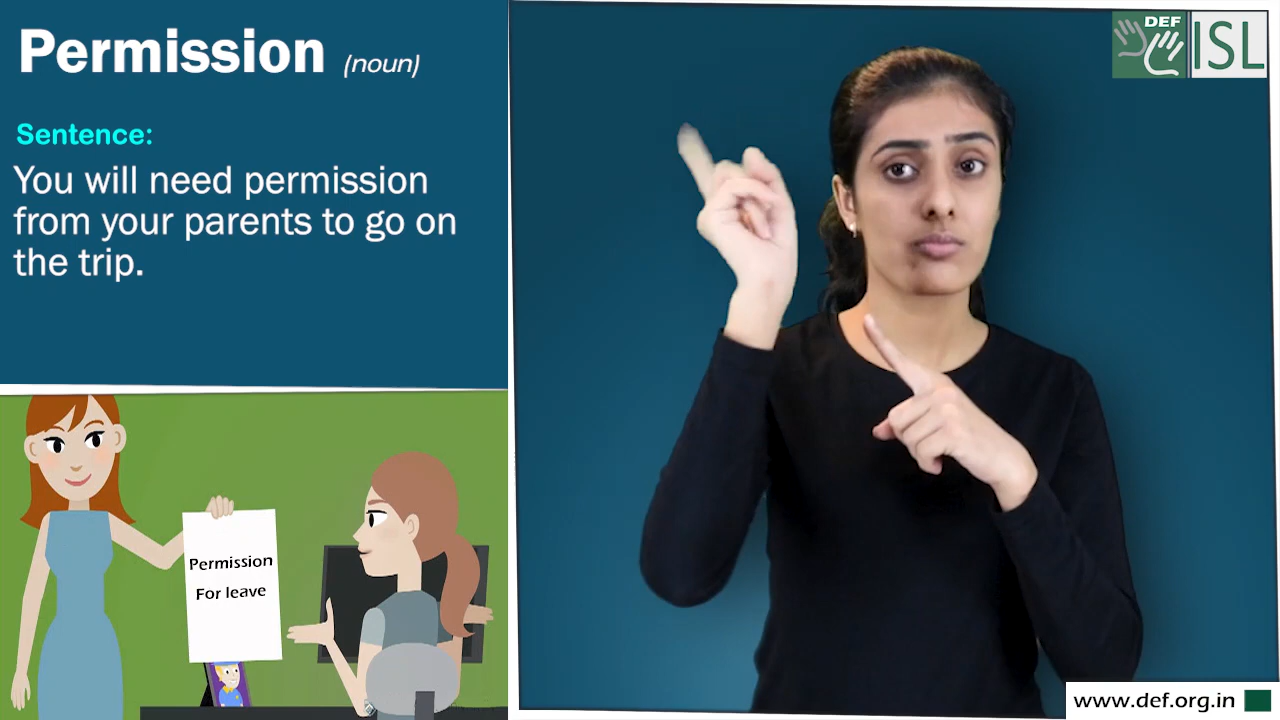 Permission (noun)
Sentence:
You will need permission
from your parents to go on
the trip.
Permission
For leave
DEF
ISL
www.def.org.in